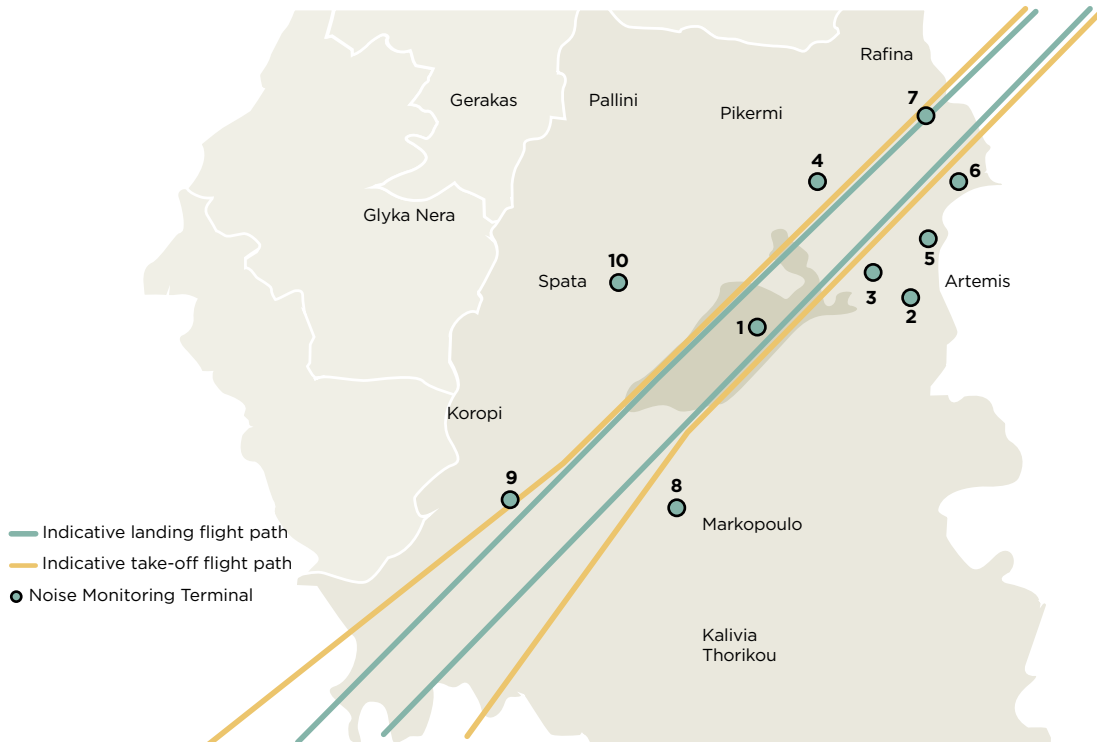 Rafina
Gerakas
Pallini
7
Pikermi
4
6
Glyka Nera
5
10
Spata
Artemis
3
2
1
Koropi
9
8
Markopoulo
Indicative landing flight path
Indicative take-off flight path
Noise Monitoring Terminal
Kalivia
Thorikou